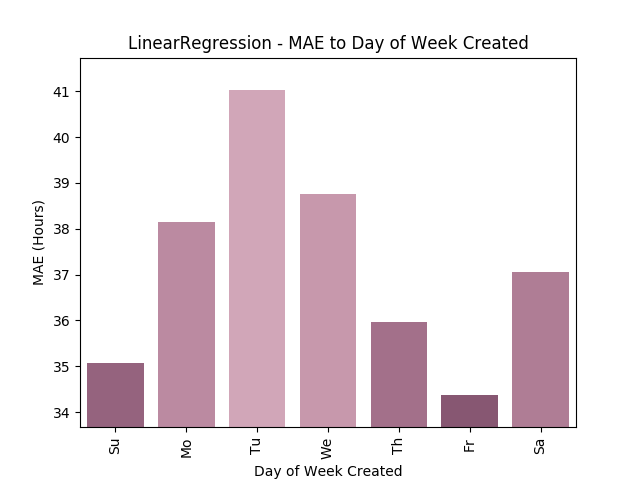 LinearRegression - MAE to Day of Week Created
41
40
39
38
37
36
35
34
MAE (Hours)
Su
Mo
Tu
We
Th
Fr
Sa
Day of Week Created